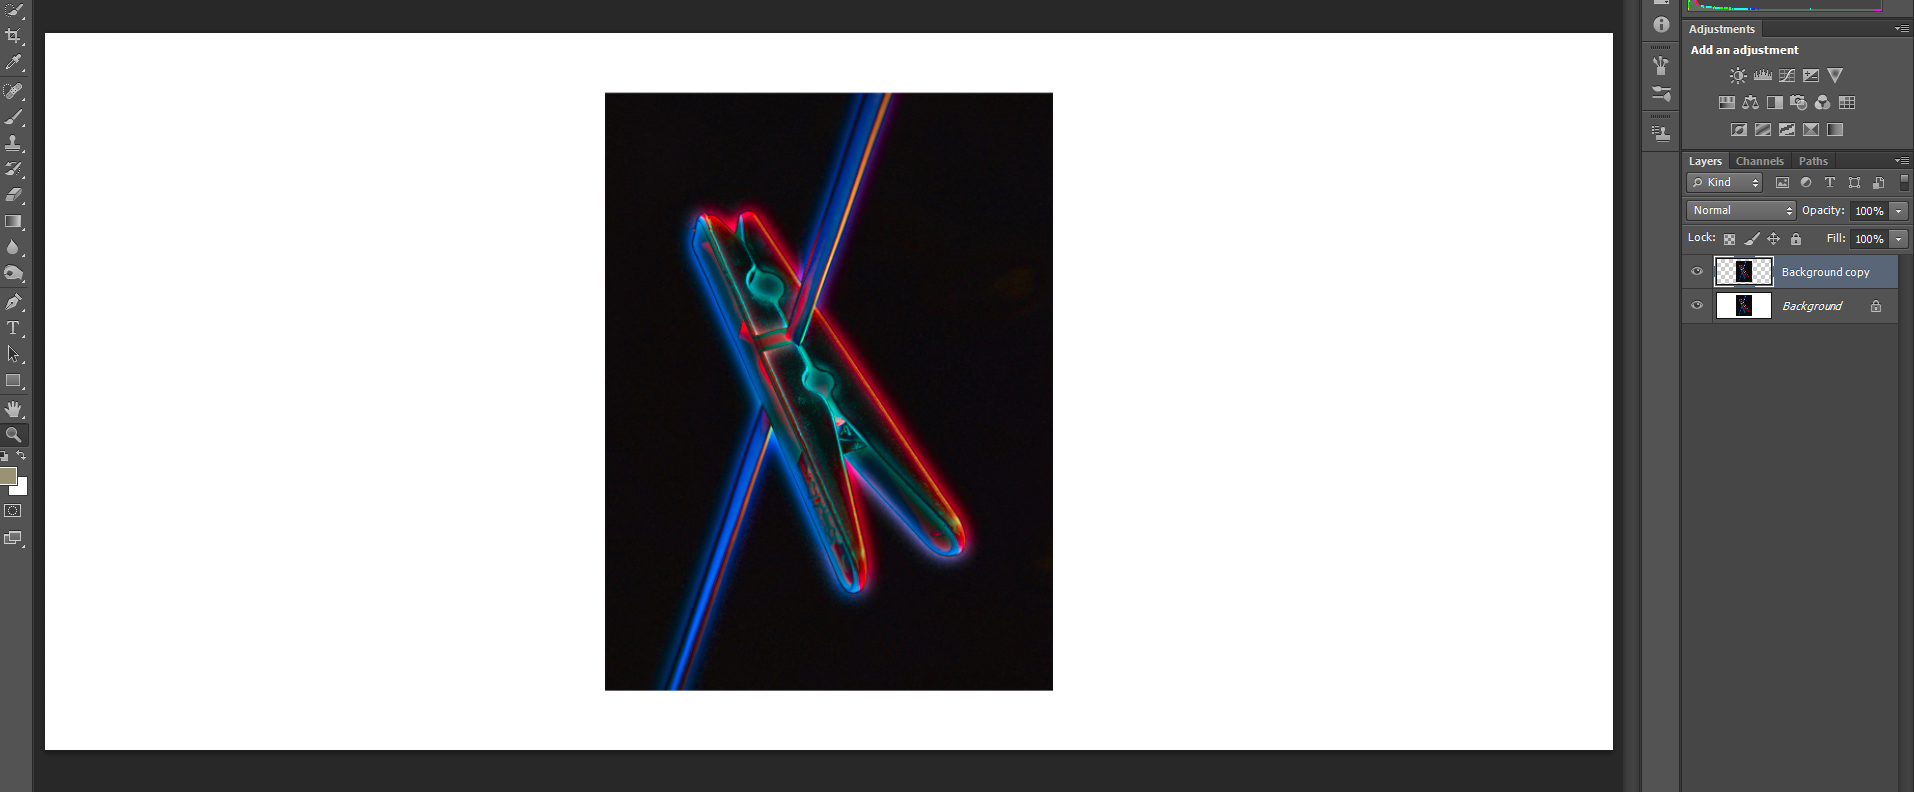 Adjustments
Add an adjustment
Layers Channels Paths
Kind
Normal Opacity: 100%
Lock: Fill: 100%
Background copy
Background